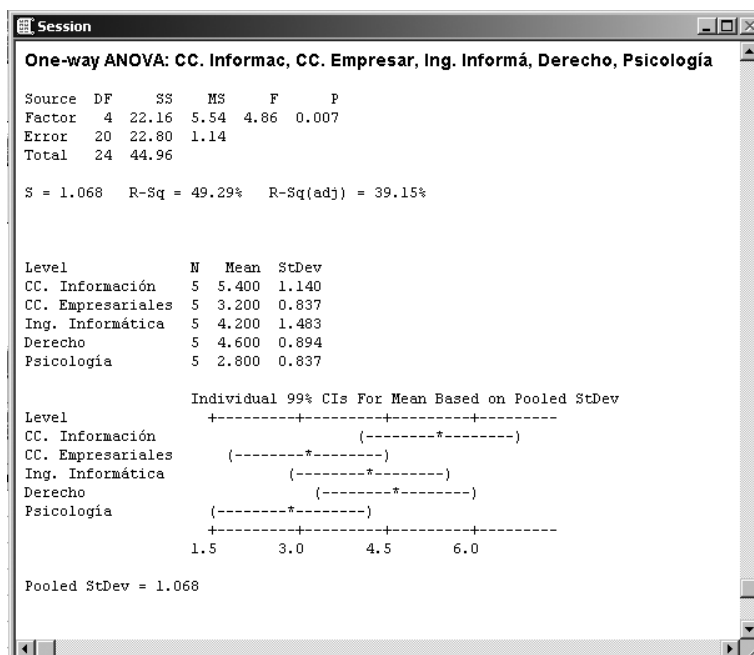 Session
One-way ANOVA: CC. Informac, CC. Empresar, Ing. Informá, Derecho, Psicología
Source  DF     SS    MS     F      P
Factor   4  22.16  5.54  4.86  0.007
Error   20  22.80  1.14
Total   24  44.96
S = 1.068   R-Sq = 49.29%   R-Sq(adj) = 39.15%
Level              N   Mean  StDev
CC. Información    5  5.400  1.140
CC. Empresariales  5  3.200  0.837
Ing. Informática   5  4.200  1.483
Derecho            5  4.600  0.894
Psicología         5  2.800  0.837
Individual 99% CIs For Mean Based on Pooled StDev
Level                +---------+---------+---------+---------
CC. Información                       (--------*--------)
CC. Empresariales      (--------*--------)
Ing. Informática              (--------*--------)
Derecho                          (--------*--------)
Psicología           (--------*--------)
+---------+---------+---------+---------
1.5       3.0       4.5       6.0
Pooled StDev = 1.068